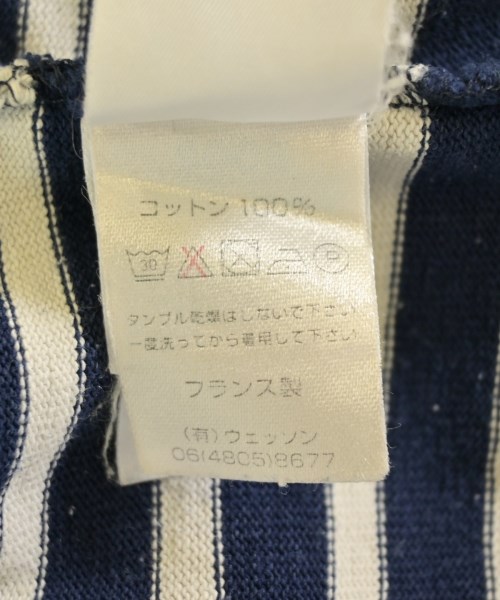 コットン 100%
30
P
タンブル乾燥はしないで下さい
一度洗ってから着用して下さい
フランス製
(有)ウェッソン
06(4805)8677